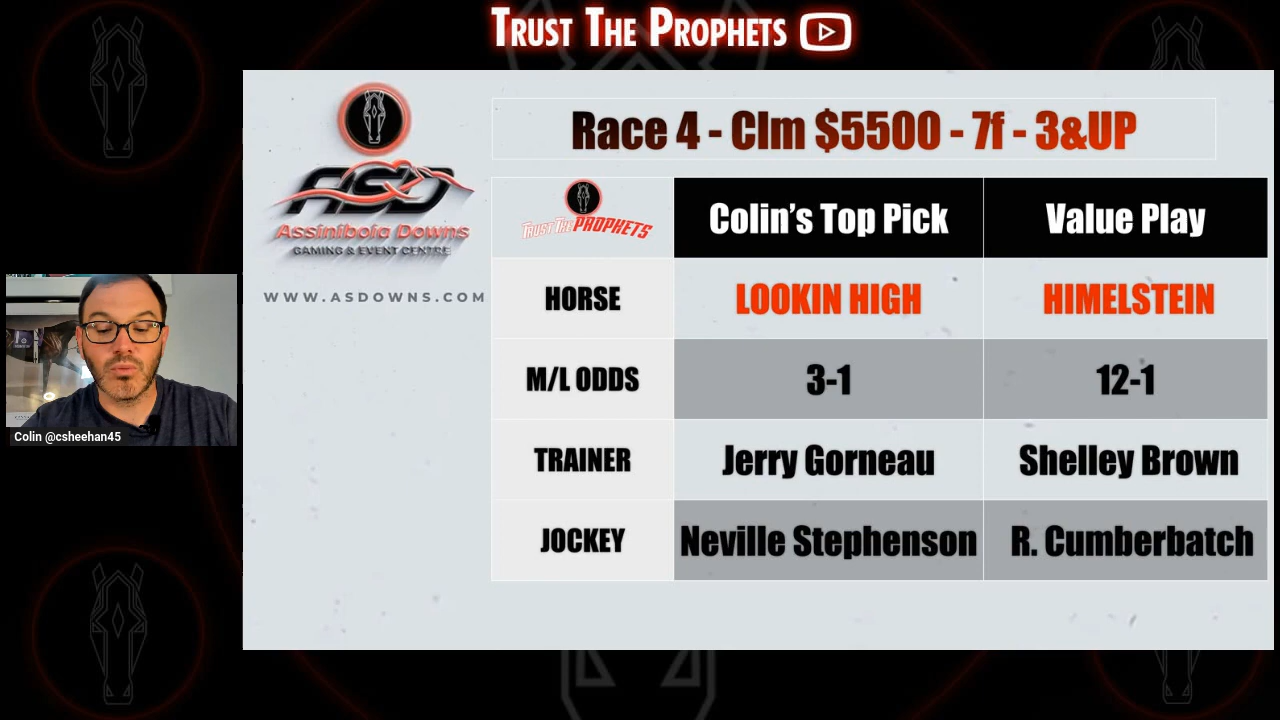 TRUST THE PROPHETS
Race 4 - Clm $5500 - 7f - 3&UP
ASD
Assiniboia Downs
GAMING & EVENT CENTRE
WWW.ASDOWNS.COM
TRUST THE PROPHETS
Colin’s Top Pick
Value Play
HORSE
LOOKIN HIGH
HIMELSTEIN
M/L ODDS
3-1
12-1
TRAINER
Jerry Gorneau
Shelley Brown
JOCKEY
Neville Stephenson
R. Cumberbatch
Colin @csheehan45